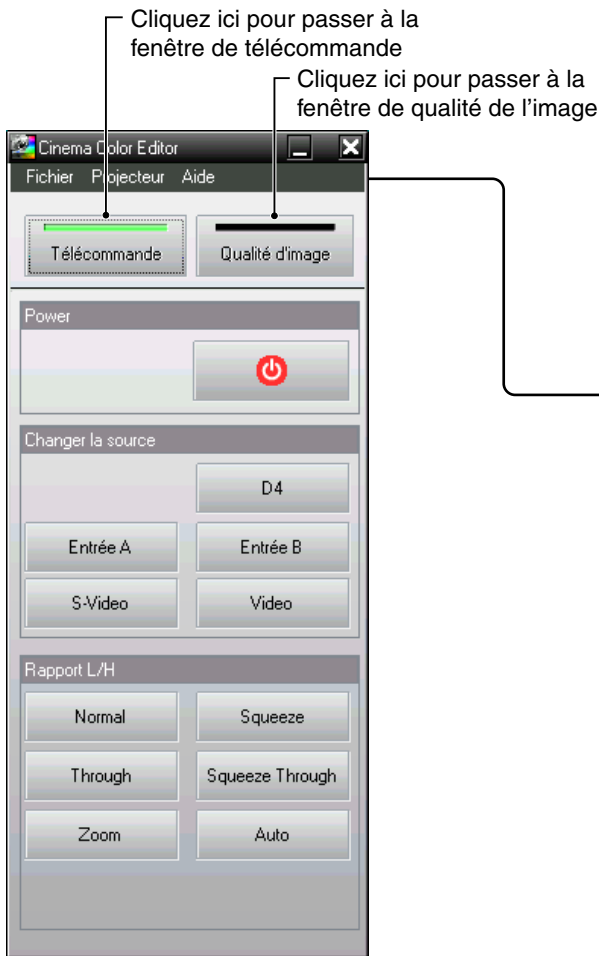 Cliquez ici pour passer à la
fenêtre de télécommande
Cliquez ici pour passer à la
fenêtre de qualité de l'image
Cinema Color Editor
Fichier Projecteur Aide
Télécommande Qualité d'image
Power
Changer la source
D4
Entrée A Entrée B
S-Video Video
Rapport L/H
Normal Squeeze
Through Squeeze Through
Zoom Auto